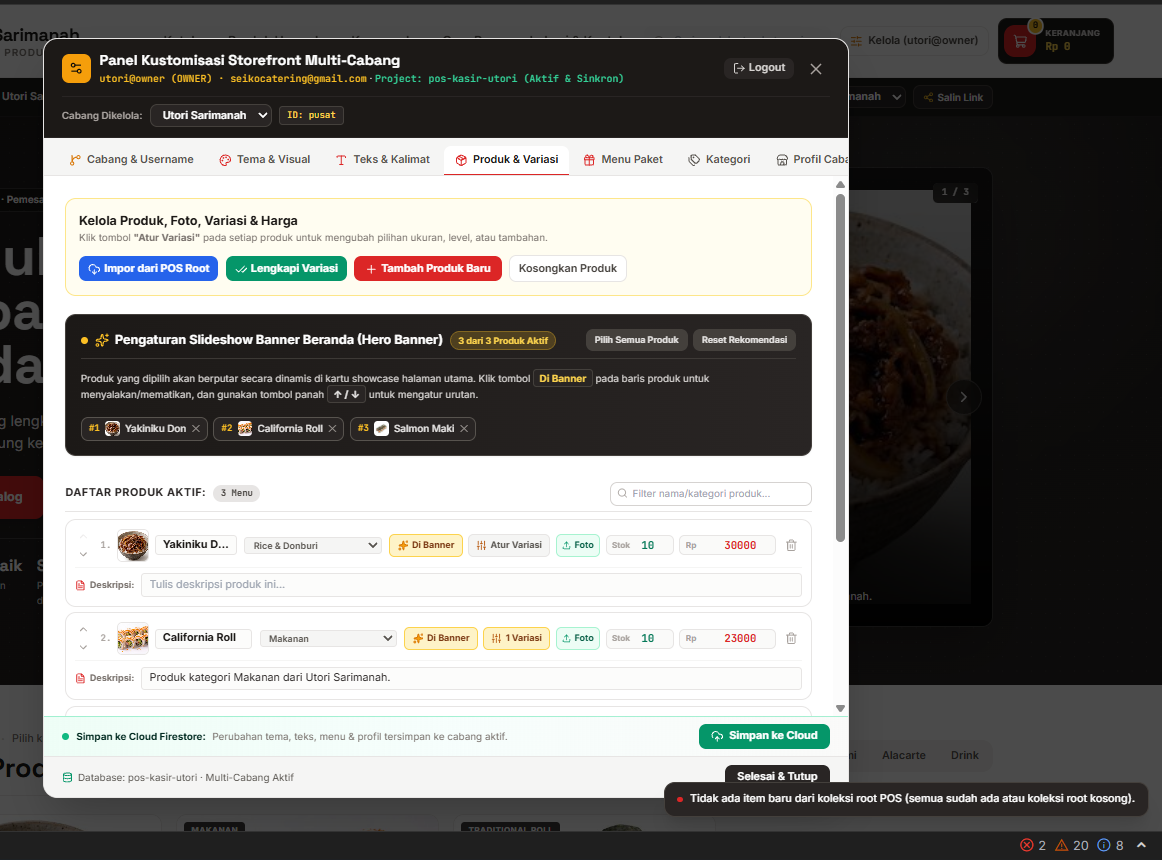 Sarimanah
PRODU
Kelola (utori@owner)
0
KERANJANG
Rp 0
Panel Kustomisasi Storefront Multi-Cabang
utori@owner (OWNER) · seikocatering@gmail.com · Project: pos-kasir-utori (Aktif & Sinkron)
Logout
Utori Sa
Cabang Dikelola:
Utori Sarimanah
ID: pusat
manah
Salin Link
Cabang & Username
Tema & Visual
Teks & Kalimat
Produk & Variasi
Menu Paket
Kategori
Profil Caba
· Pemesa
1 / 3
Kelola Produk, Foto, Variasi & Harga
Klik tombol "Atur Variasi" pada setiap produk untuk mengubah pilihan ukuran, level, atau tambahan.
Impor dari POS Root
Lengkapi Variasi
Tambah Produk Baru
Kosongkan Produk
Pengaturan Slideshow Banner Beranda (Hero Banner)
3 dari 3 Produk Aktif
Pilih Semua Produk
Reset Rekomendasi
Produk yang dipilih akan berputar secara dinamis di kartu showcase halaman utama. Klik tombol Di Banner pada baris produk untuk
menyalakan/mematikan, dan gunakan tombol panah ↑ / ↓ untuk mengatur urutan.
#1 Yakiniku Don ×
#2 California Roll ×
#3 Salmon Maki ×
DAFTAR PRODUK AKTIF:
3 Menu
Filter nama/kategori produk...
1.
Yakiniku D...
Rice & Donburi
Di Banner
Atur Variasi
Foto
Stok 10
Rp 30000
Deskripsi:
Tulis deskripsi produk ini...
2.
California Roll
Makanan
Di Banner
1 Variasi
Foto
Stok 10
Rp 23000
Deskripsi:
Produk kategori Makanan dari Utori Sarimanah.
anah.
Simpan ke Cloud Firestore: Perubahan tema, teks, menu & profil tersimpan ke cabang aktif.
Simpan ke Cloud
Pilih k
Alacarte
Drink
Database: pos-kasir-utori · Multi-Cabang Aktif
Selesai & Tutup
Tidak ada item baru dari koleksi root POS (semua sudah ada atau koleksi root kosong).
MAKANAN
TRADITIONAL ROLL
2
20
8